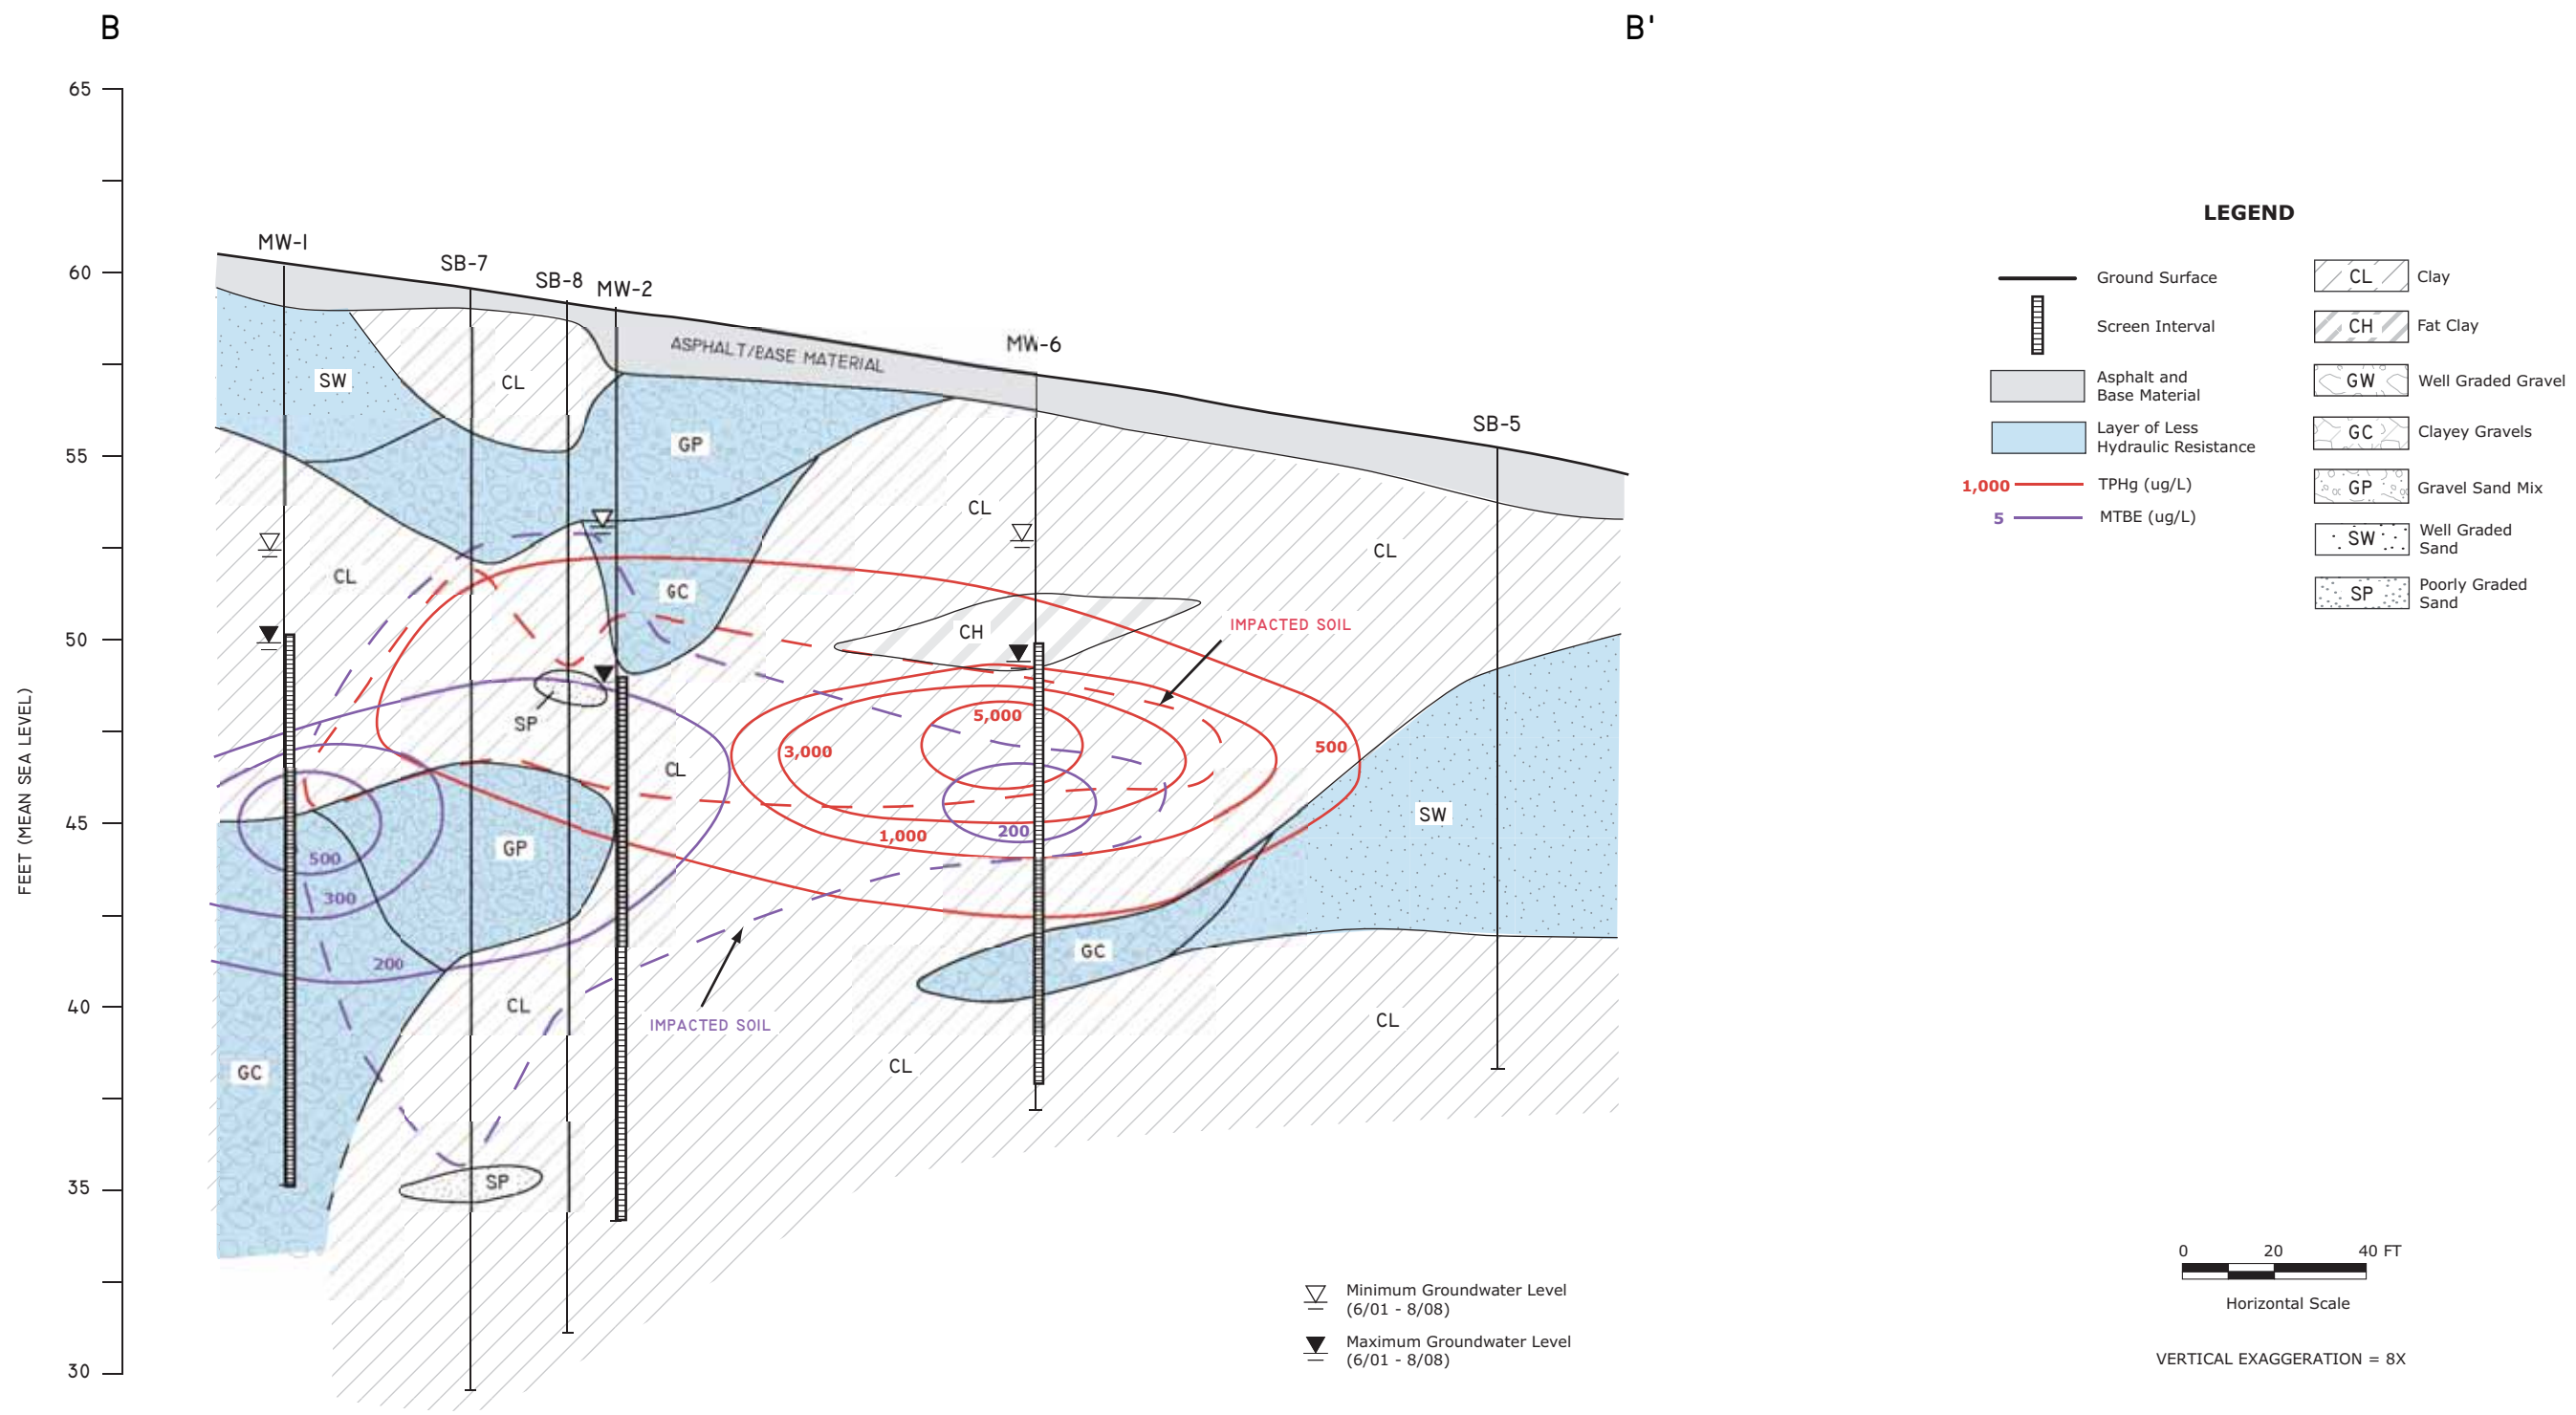 B
B'
65
60
55
50
45
40
35
30
FEET (MEAN SEA LEVEL)
MW-1
SB-7
SB-8
MW-2
MW-6
SB-5
ASPHALT/BASE MATERIAL
SW
CL
GP
CL
CL
CL
GC
CH
IMPACTED SOIL
SP
CL
5,000
3,000
500
1,000
200
SW
GP
500
300
200
GC
CL
IMPACTED SOIL
CL
GC
CL
SP
LEGEND
Ground Surface
Screen Interval
Asphalt and
Base Material
Layer of Less
Hydraulic Resistance
1,000
TPHg (ug/L)
5
MTBE (ug/L)
CL
Clay
CH
Fat Clay
GW
Well Graded Gravel
GC
Clayey Gravels
GP
Gravel Sand Mix
SW
Well Graded
Sand
SP
Poorly Graded
Sand
Minimum Groundwater Level
(6/01 - 8/08)
Maximum Groundwater Level
(6/01 - 8/08)
0 20 40 FT
Horizontal Scale
VERTICAL EXAGGERATION = 8X